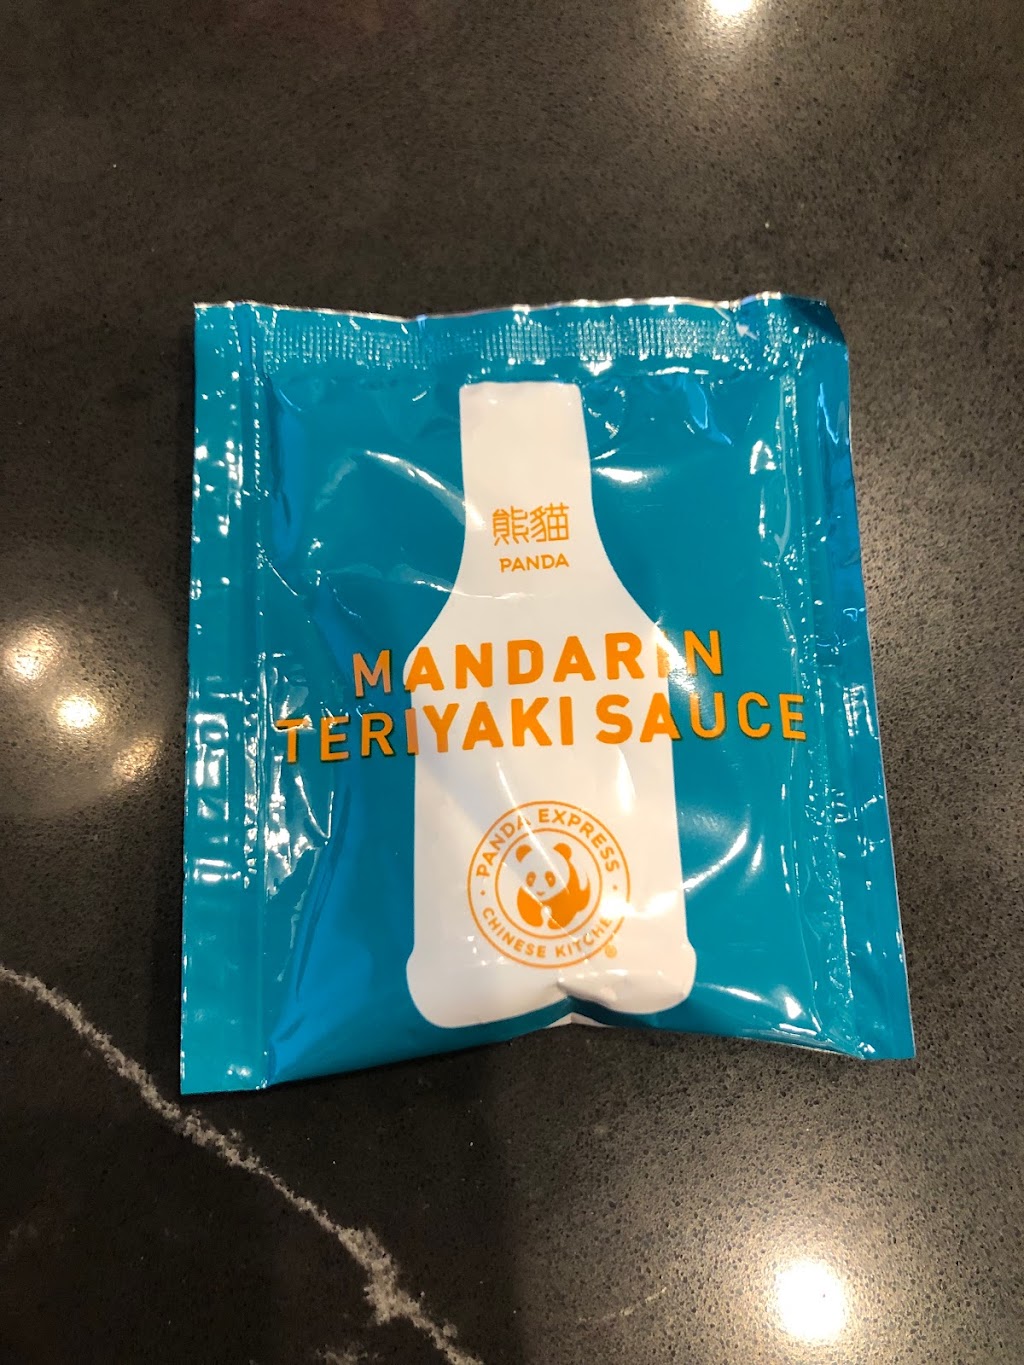 熊貓
PANDA
MANDARIN
TERIYAKI SAUCE
· PANDA EXPRESS ·
CHINESE KITCHEN
®